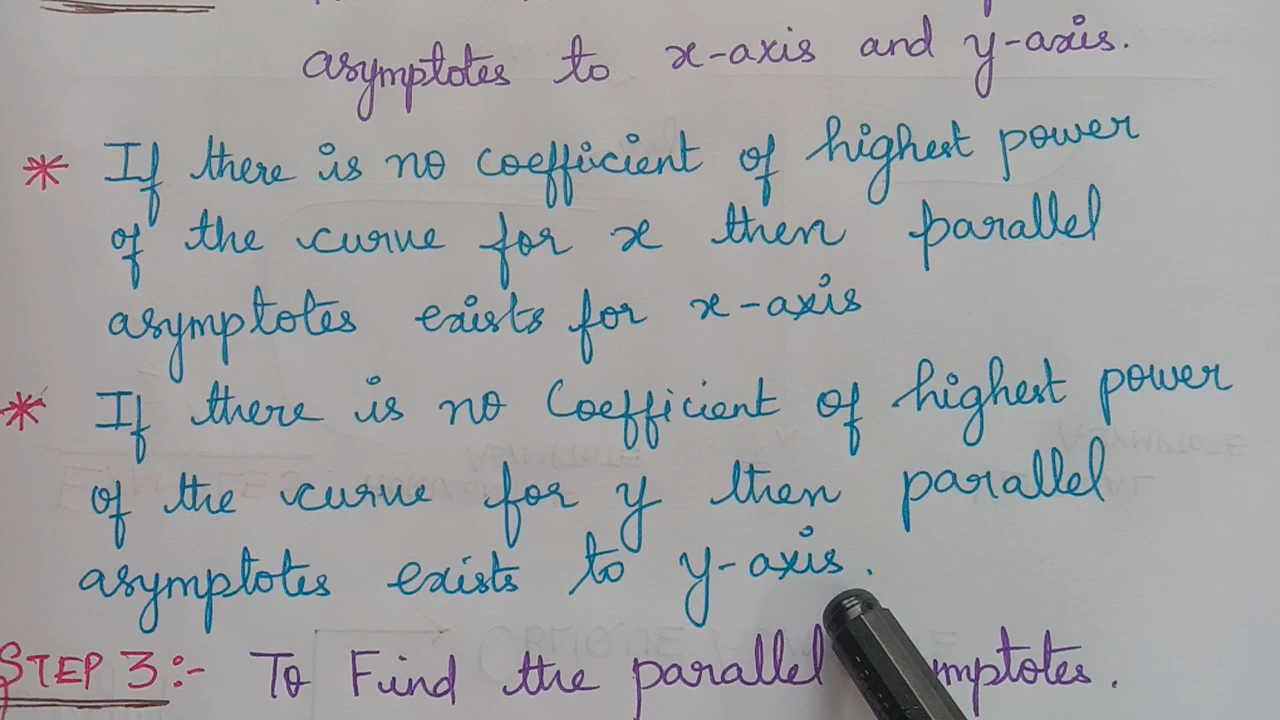 asymptotes to x-axis and y-axis.
* If there is no coefficient of highest power
of the curve for x then parallel
asymptotes exists for x-axis
* If there is no Coefficient of highest power
of the curve for y then parallel
asymptotes exists to y-axis.
STEP 3:- To Find the parallel mptotes.